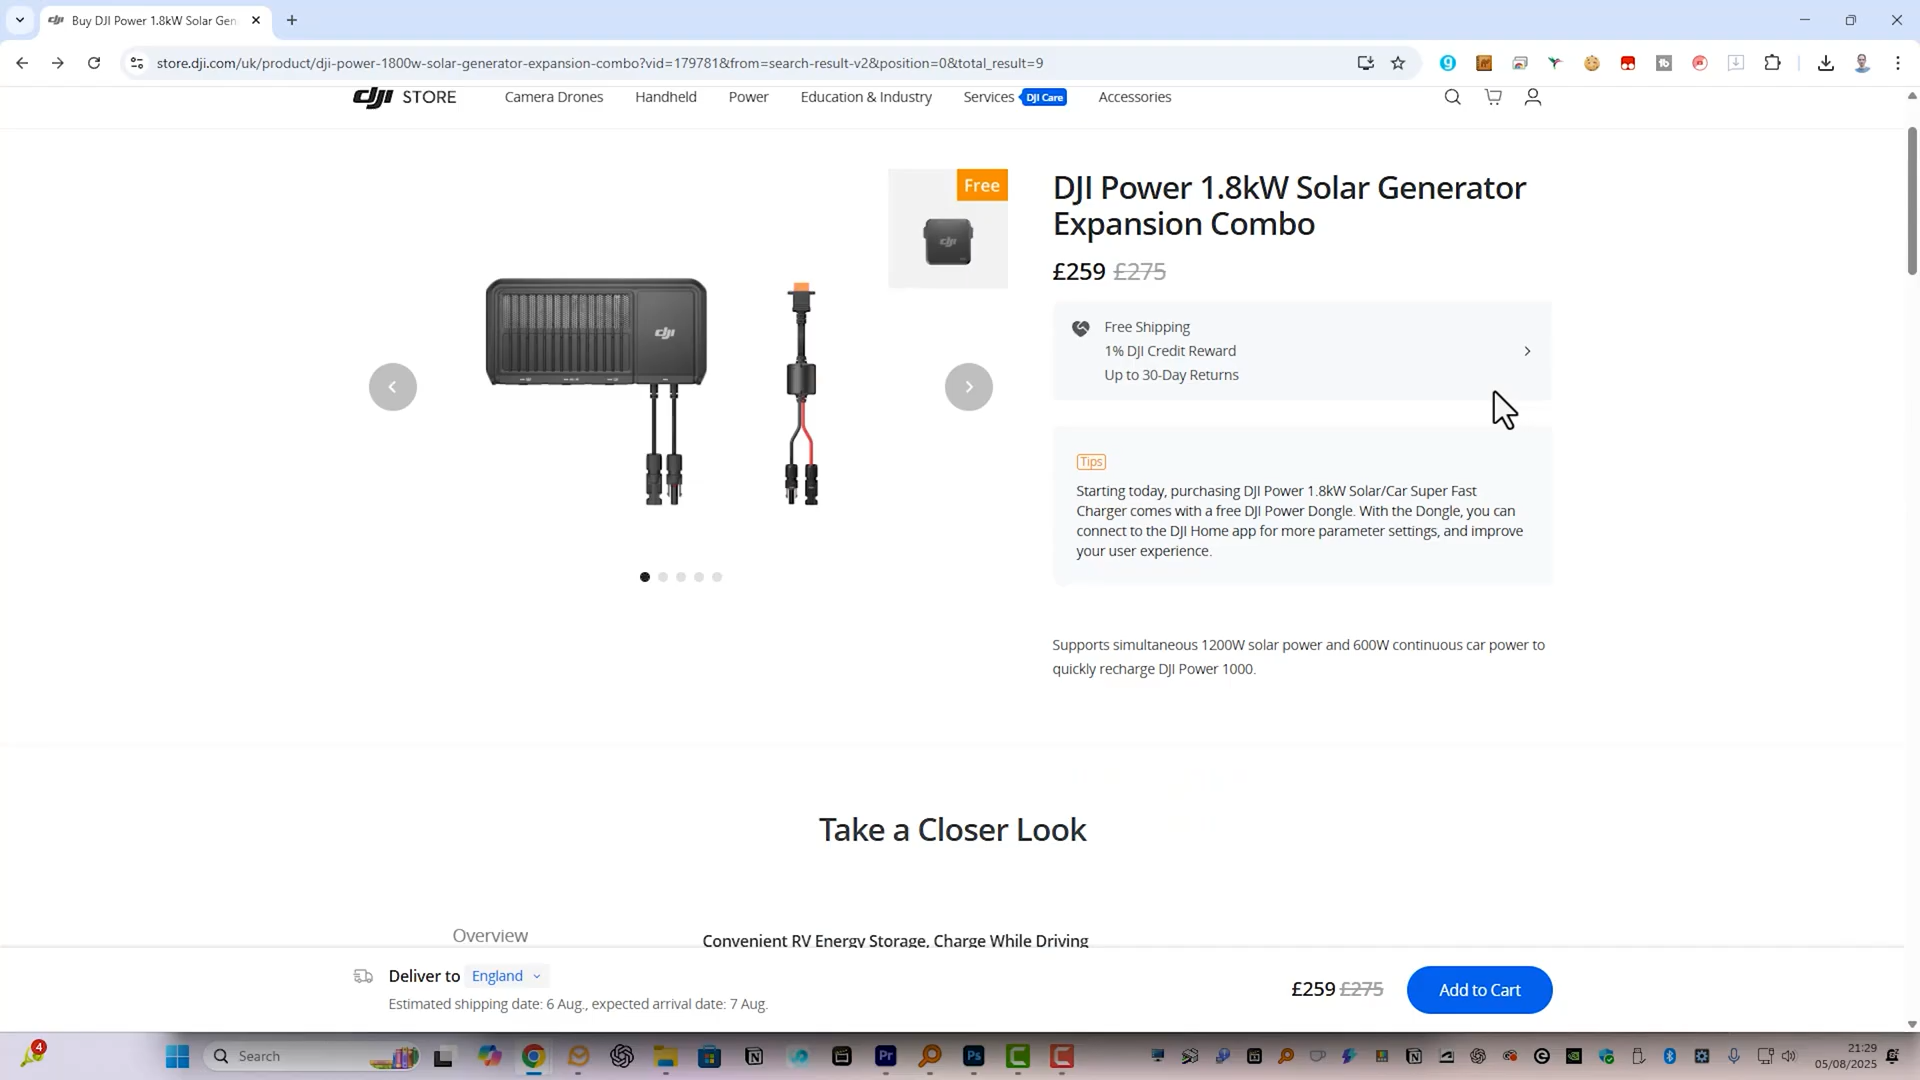 Buy DJI Power 1.8kW Solar Gen
store.dji.com/uk/product/dji-power-1800w-solar-generator-expansion-combo?vid=179781&from=search-result-v2&position=0&total_result=9
dji STORE
Camera Drones
Handheld
Power
Education & Industry
Services
DJI Care
Accessories
Free
dji
dji
DJI Power 1.8kW Solar Generator
Expansion Combo
£259 £275
Free Shipping
1% DJI Credit Reward
Up to 30-Day Returns
Tips
Starting today, purchasing DJI Power 1.8kW Solar/Car Super Fast
Charger comes with a free DJI Power Dongle. With the Dongle, you can
connect to the DJI Home app for more parameter settings, and improve
your user experience.
Supports simultaneous 1200W solar power and 600W continuous car power to
quickly recharge DJI Power 1000.
Take a Closer Look
Overview
Convenient RV Energy Storage, Charge While Driving
Deliver to England
Estimated shipping date: 6 Aug., expected arrival date: 7 Aug.
£259 £275
Add to Cart
4
Search
Pr
Ps
C
C
21:29
05/08/2025